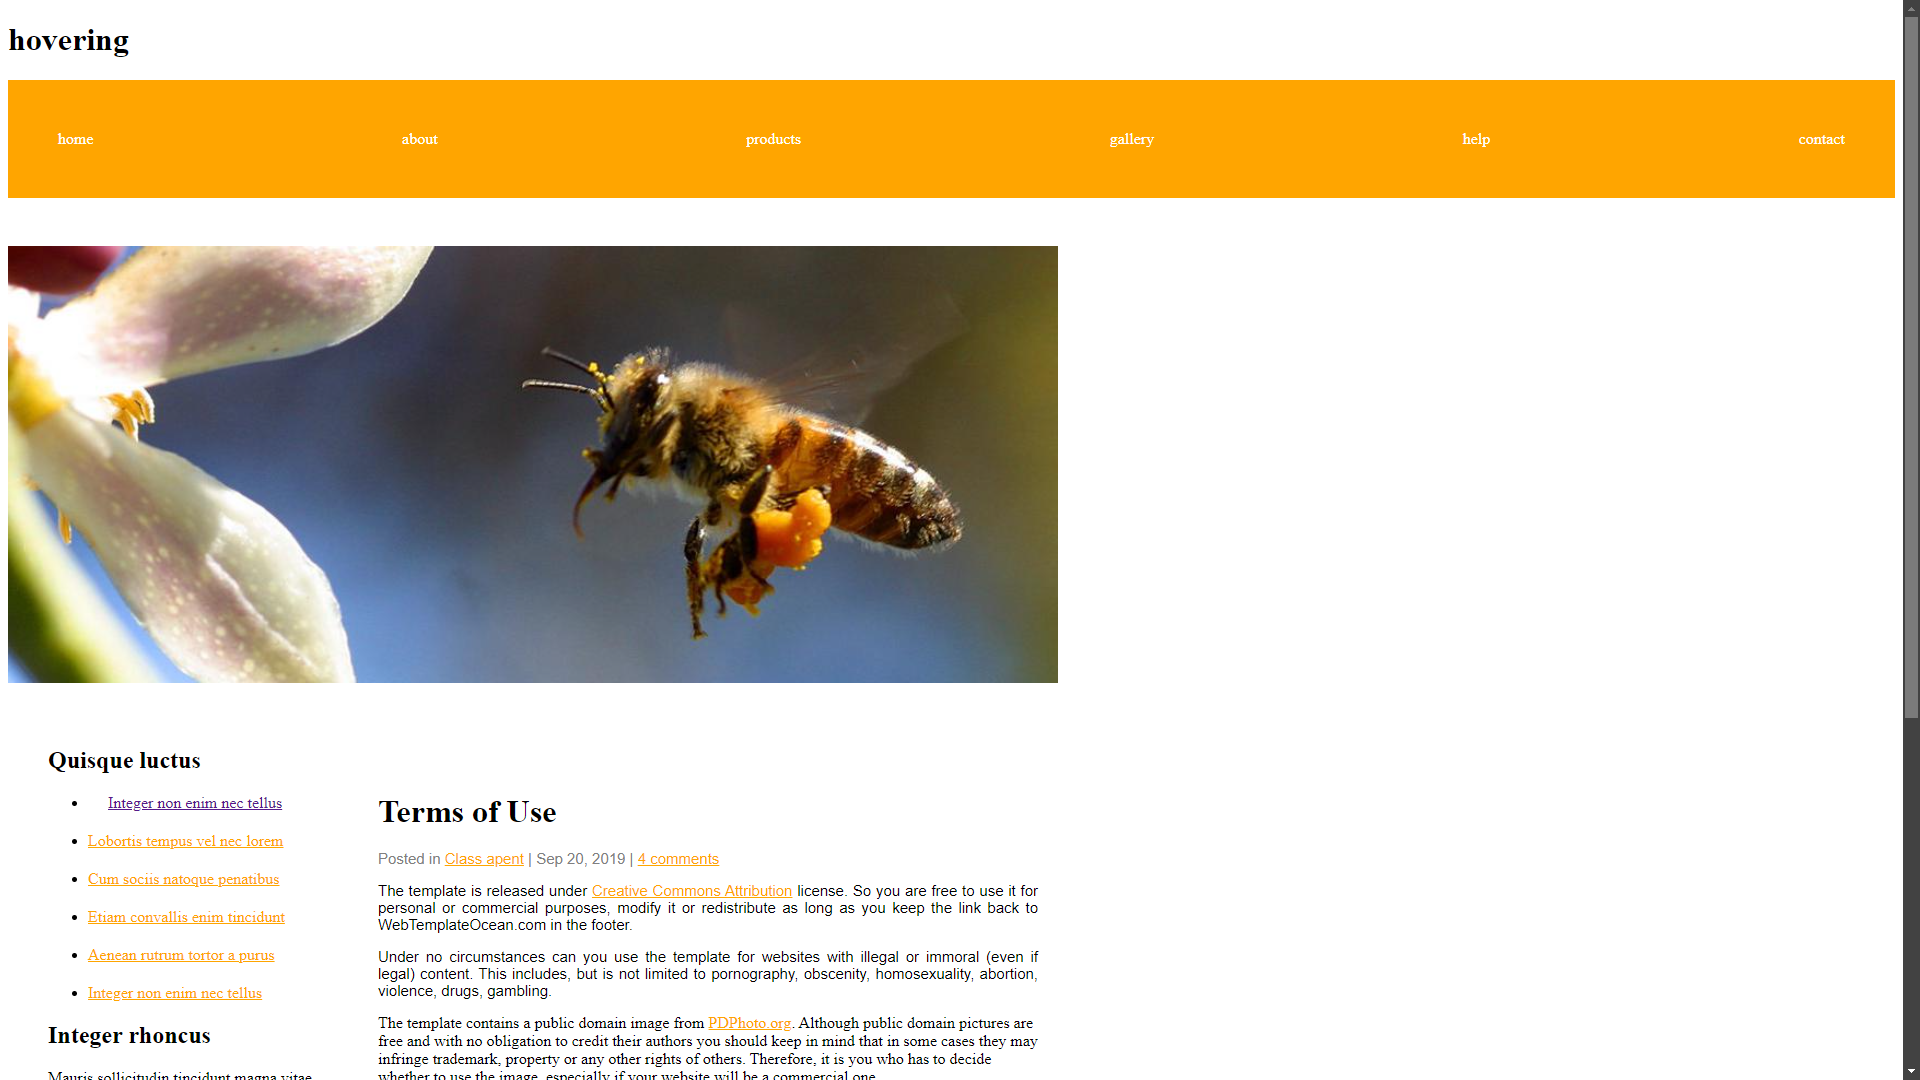 hovering
home about products gallery help contact
Quisque luctus
Integer non enim nec tellus
Lobortis tempus vel nec lorem
Cum sociis natoque penatibus
Etiam convallis enim tincidunt
Aenean rutrum tortor a purus
Integer non enim nec tellus
Integer rhoncus
Mauris sollicitudin tincidunt magna vitae
Terms of Use
Posted in Class apent | Sep 20, 2019 | 4 comments
The template is released under Creative Commons Attribution license. So you are free to use it for
personal or commercial purposes, modify it or redistribute as long as you keep the link back to
WebTemplateOcean.com in the footer.
Under no circumstances can you use the template for websites with illegal or immoral (even if
legal) content. This includes, but is not limited to pornography, obscenity, homosexuality, abortion,
violence, drugs, gambling.
The template contains a public domain image from PDPhoto.org. Although public domain pictures are
free and with no obligation to credit their authors you should keep in mind that in some cases they may
infringe trademark, property or any other rights of others. Therefore, it is you who has to decide
whether to use the image, especially if your website will be a commercial one.